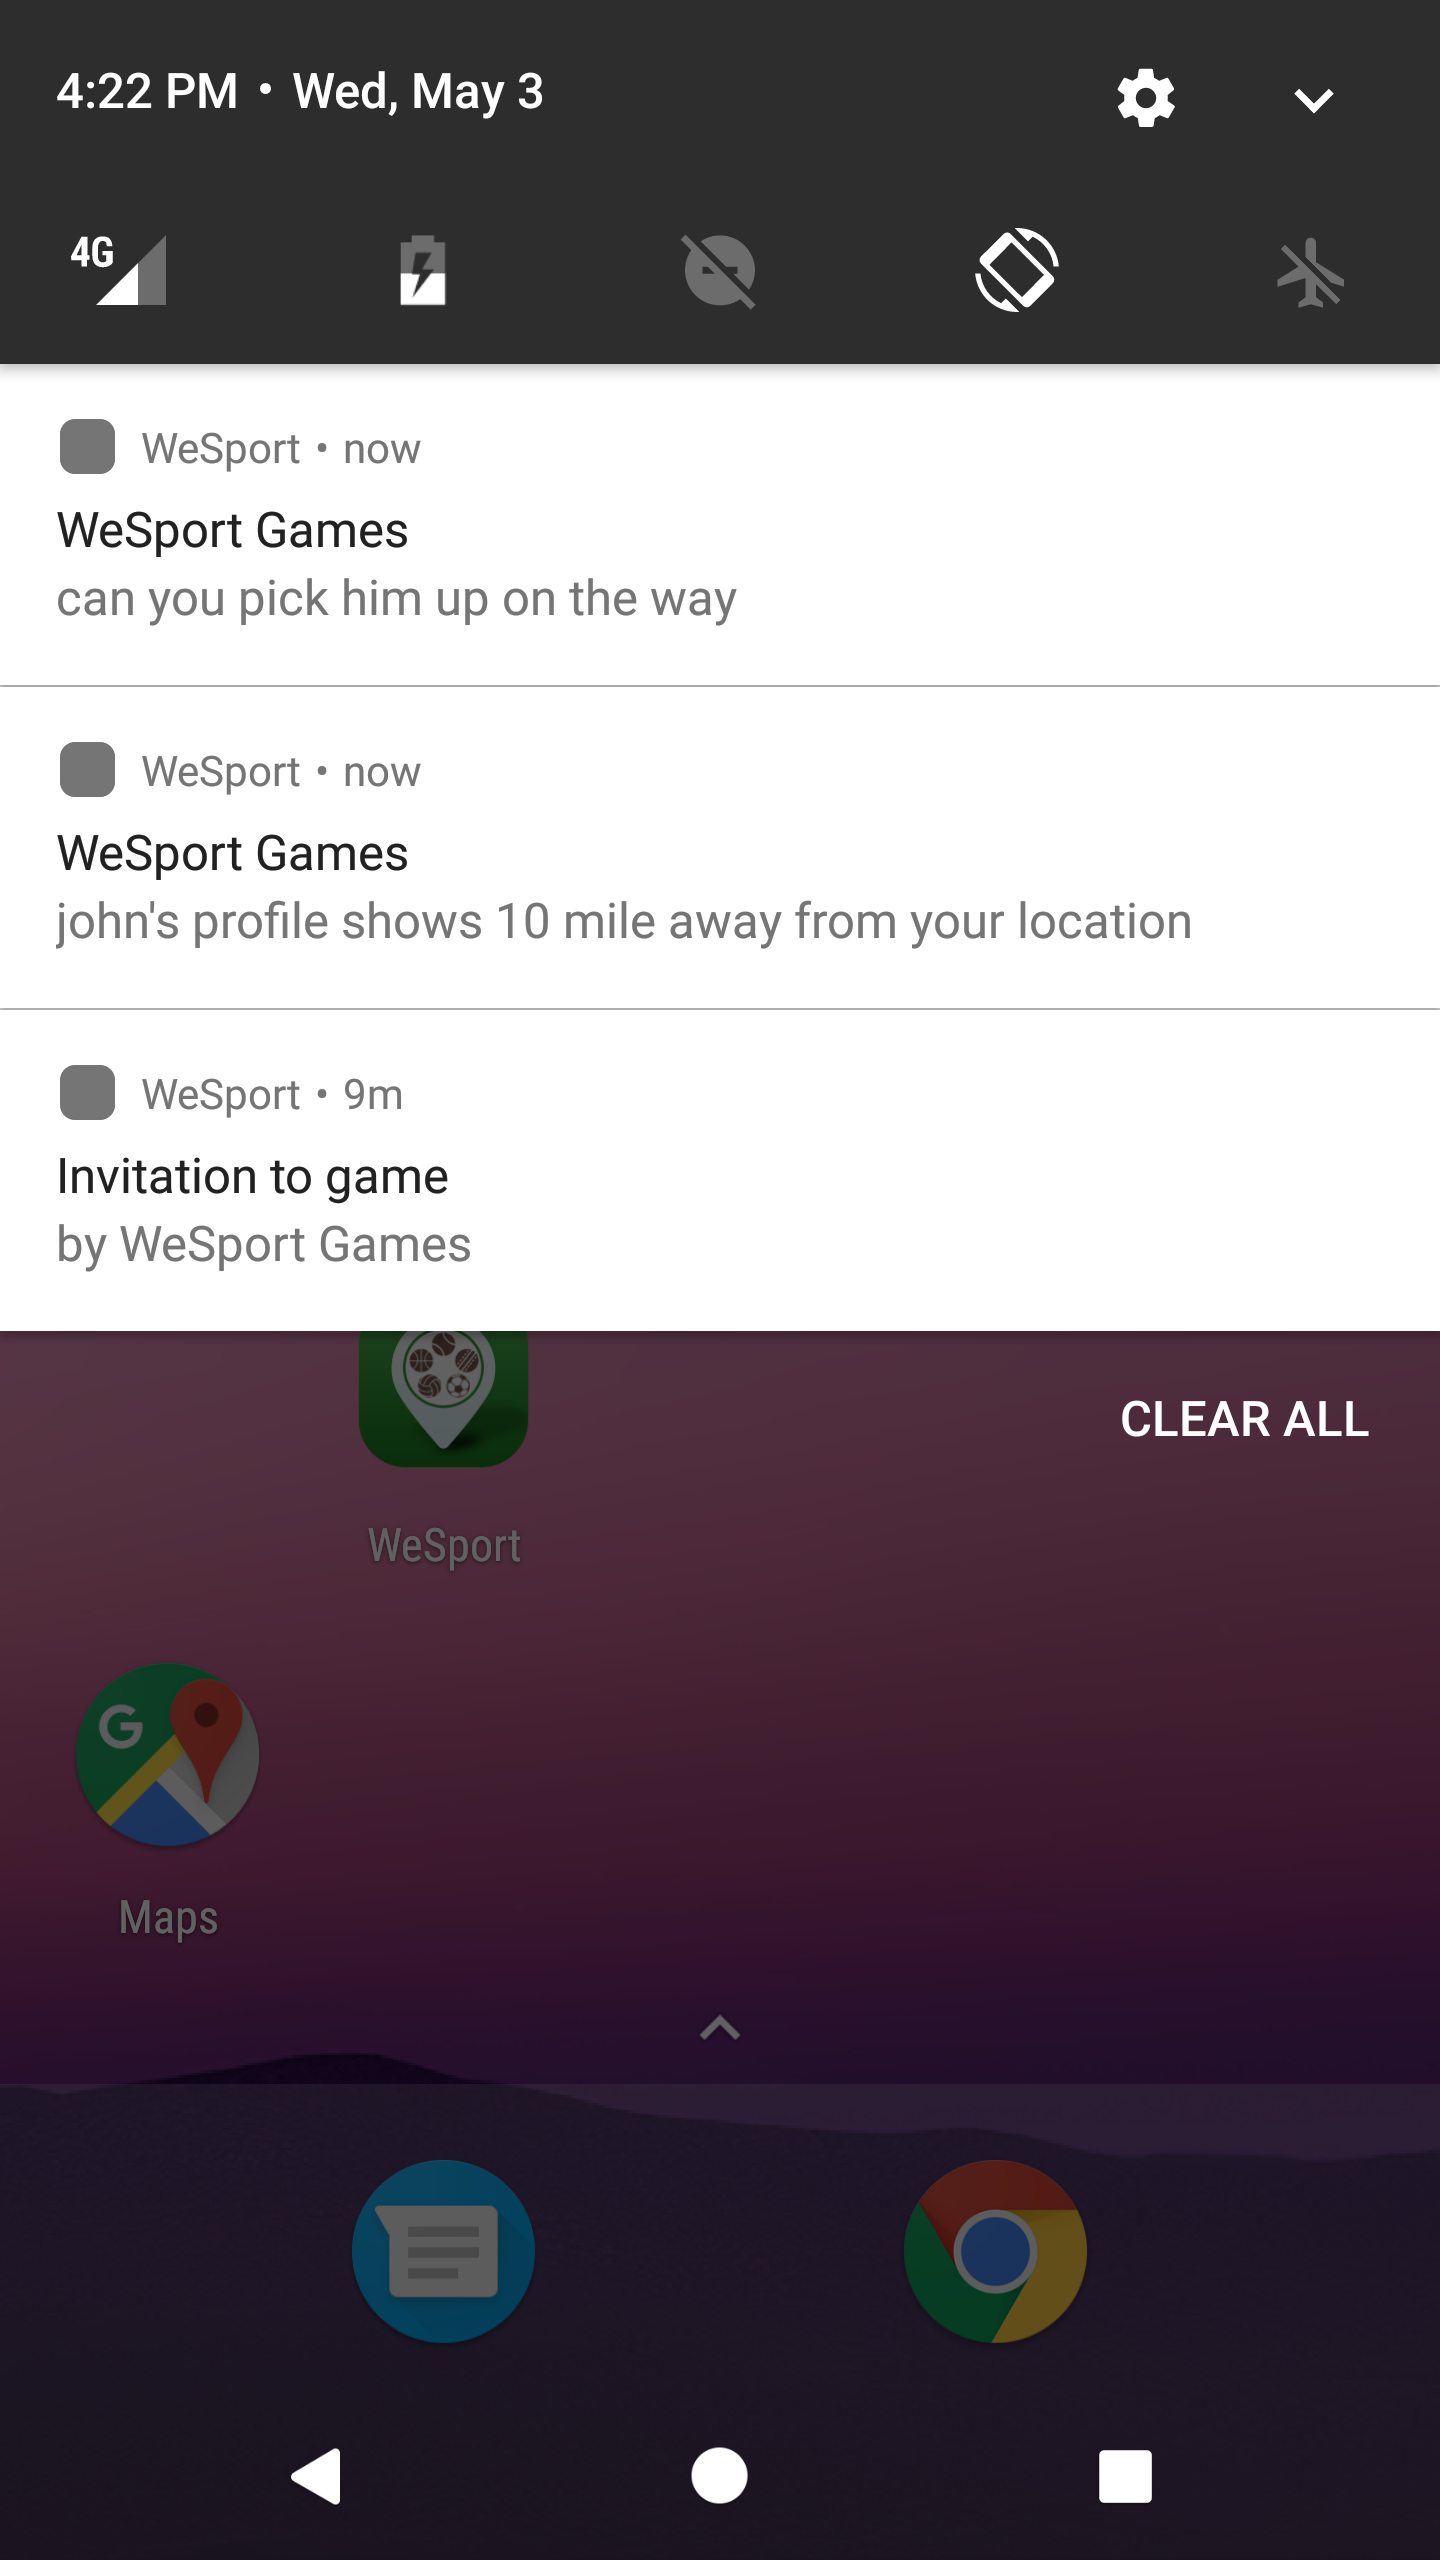 4:22 PM • Wed, May 3
4G
WeSport • now
WeSport Games
can you pick him up on the way
WeSport • now
WeSport Games
john's profile shows 10 mile away from your location
WeSport • 9m
Invitation to game
by WeSport Games
CLEAR ALL
WeSport
G
Maps